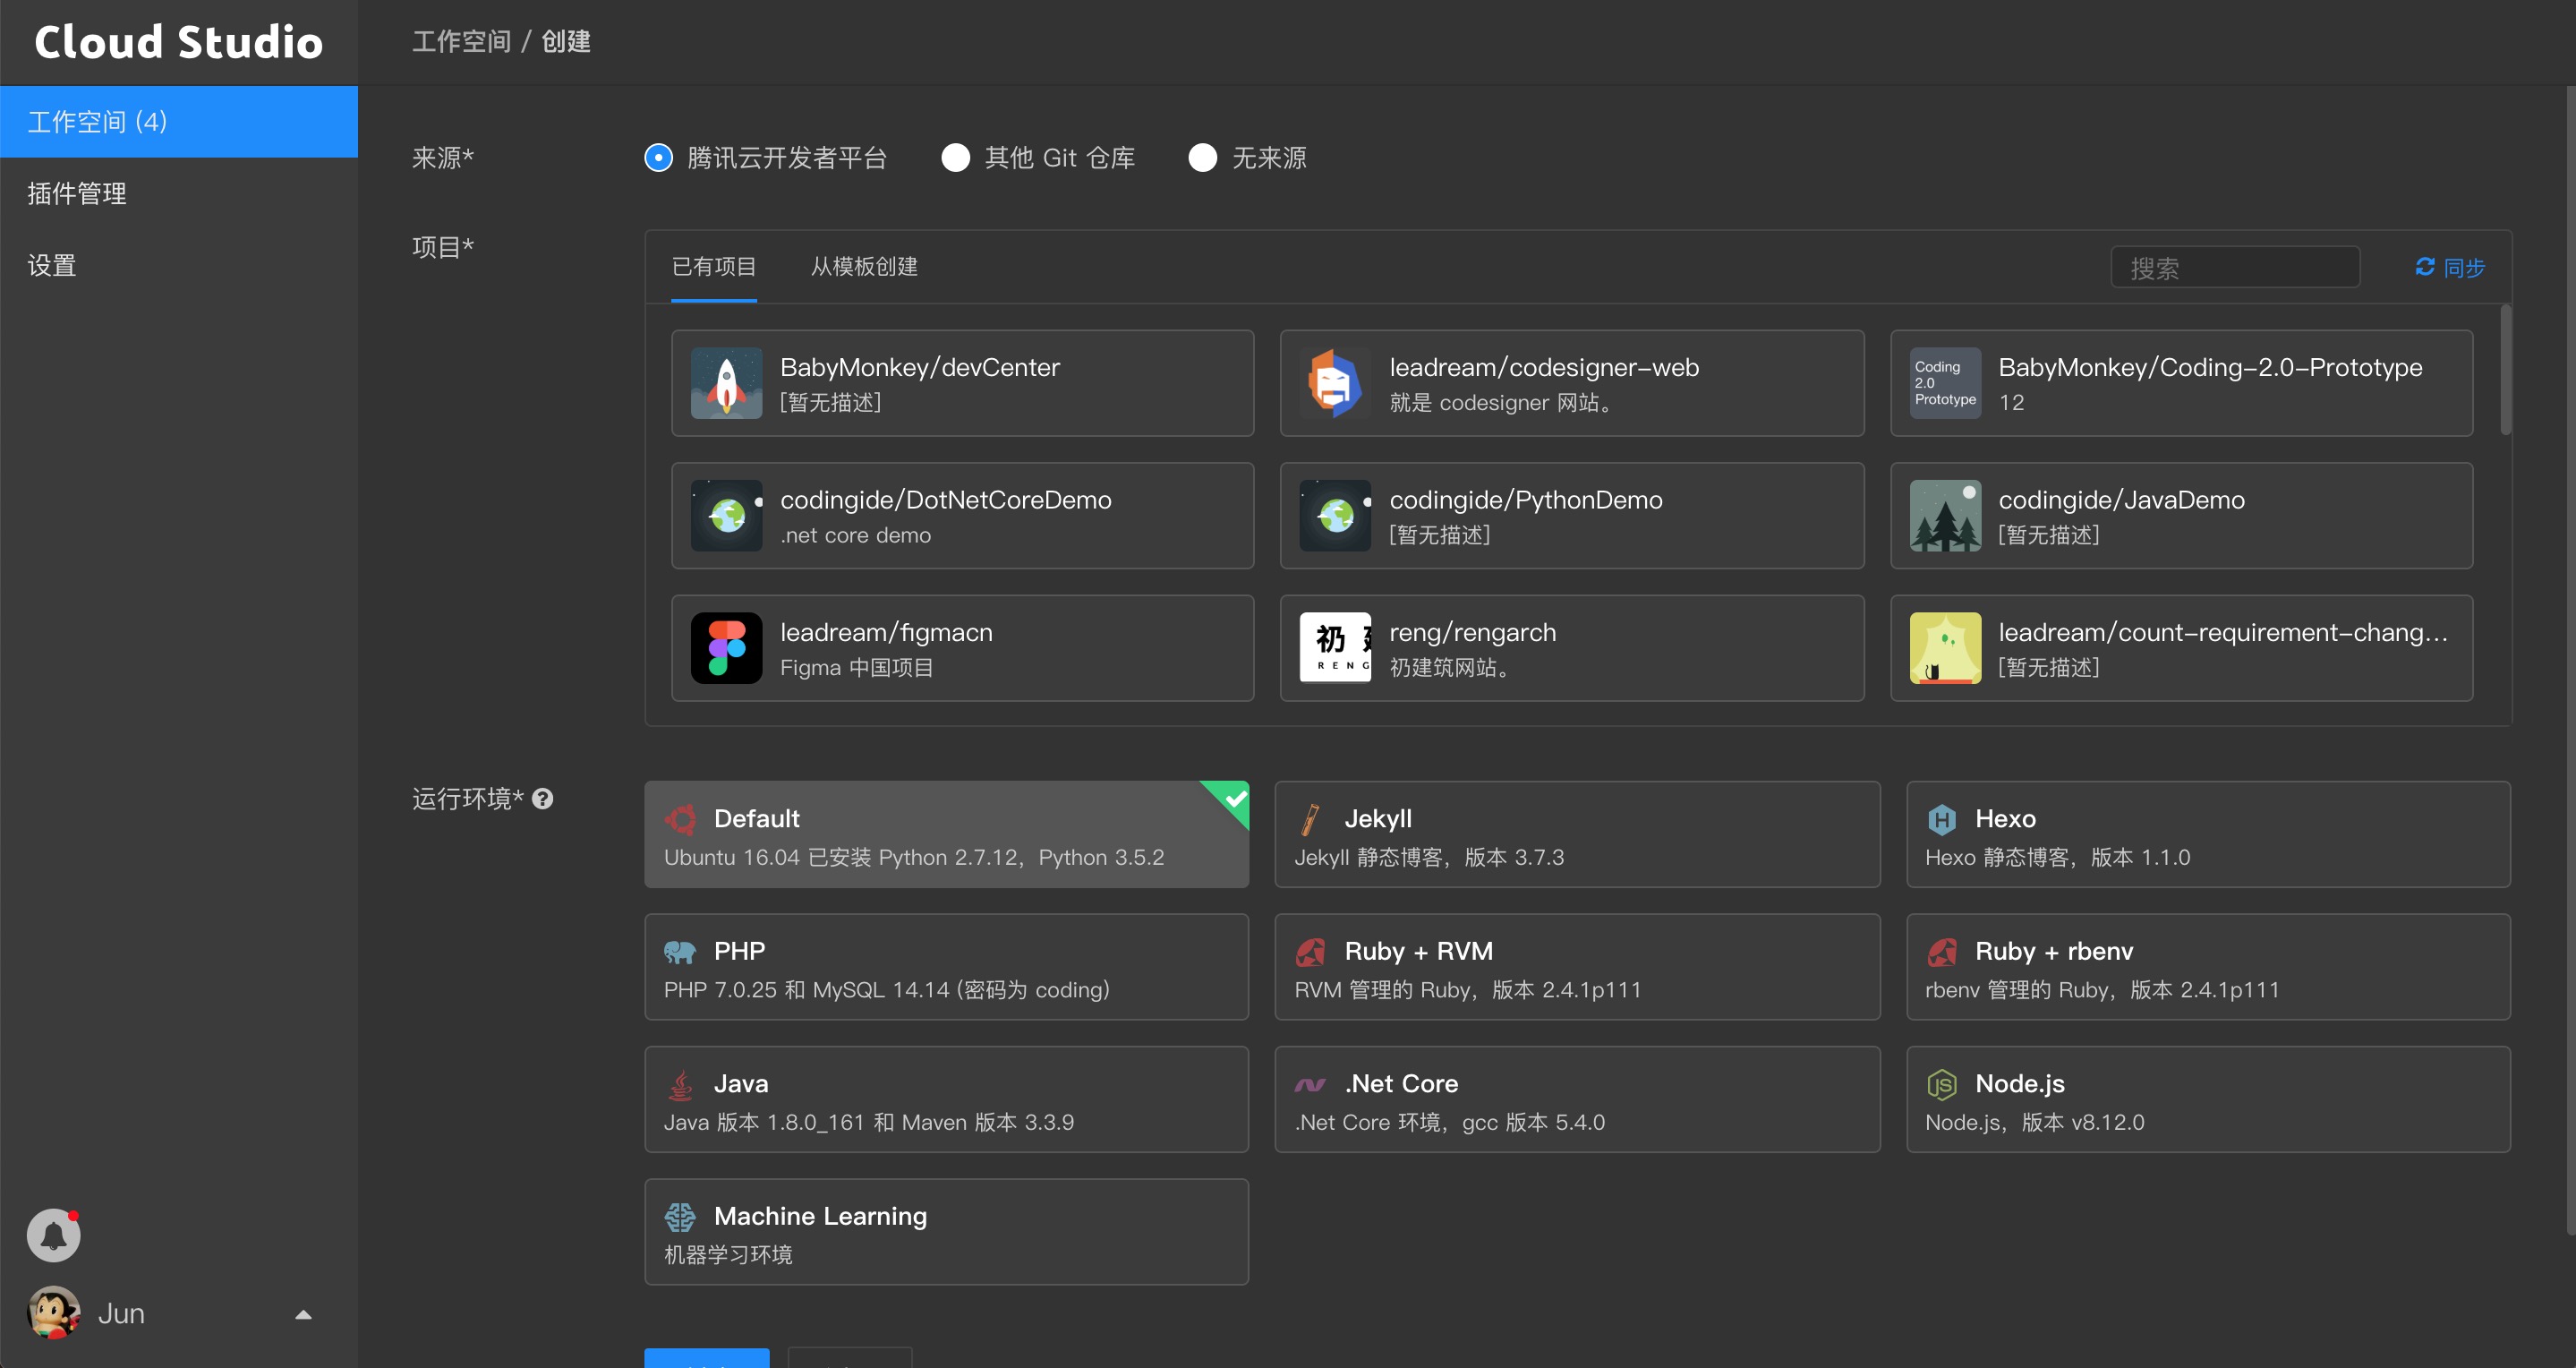 Cloud Studio
工作空间 / 创建
工作空间 (4)
插件管理
设置
来源*
腾讯云开发者平台
其他 Git 仓库
无来源
项目*
已有项目
从模板创建
搜索
同步
BabyMonkey/devCenter
[暂无描述]
leadream/codesigner-web
就是 codesigner 网站。
Coding
2.0
Prototype
BabyMonkey/Coding-2.0-Prototype
12
codingide/DotNetCoreDemo
.net core demo
codingide/PythonDemo
[暂无描述]
codingide/JavaDemo
[暂无描述]
leadream/figmacn
Figma 中国项目
礽
RENG
reng/rengarch
礽建筑网站。
leadream/count-requirement-chang...
[暂无描述]
运行环境*
Default
Ubuntu 16.04 已安装 Python 2.7.12，Python 3.5.2
Jekyll
Jekyll 静态博客，版本 3.7.3
Hexo
Hexo 静态博客，版本 1.1.0
PHP
PHP 7.0.25 和 MySQL 14.14 (密码为 coding)
Ruby + RVM
RVM 管理的 Ruby，版本 2.4.1p111
Ruby + rbenv
rbenv 管理的 Ruby，版本 2.4.1p111
Java
Java 版本 1.8.0_161 和 Maven 版本 3.3.9
.Net Core
.Net Core 环境，gcc 版本 5.4.0
JS
Node.js
Node.js，版本 v8.12.0
Machine Learning
机器学习环境
Jun